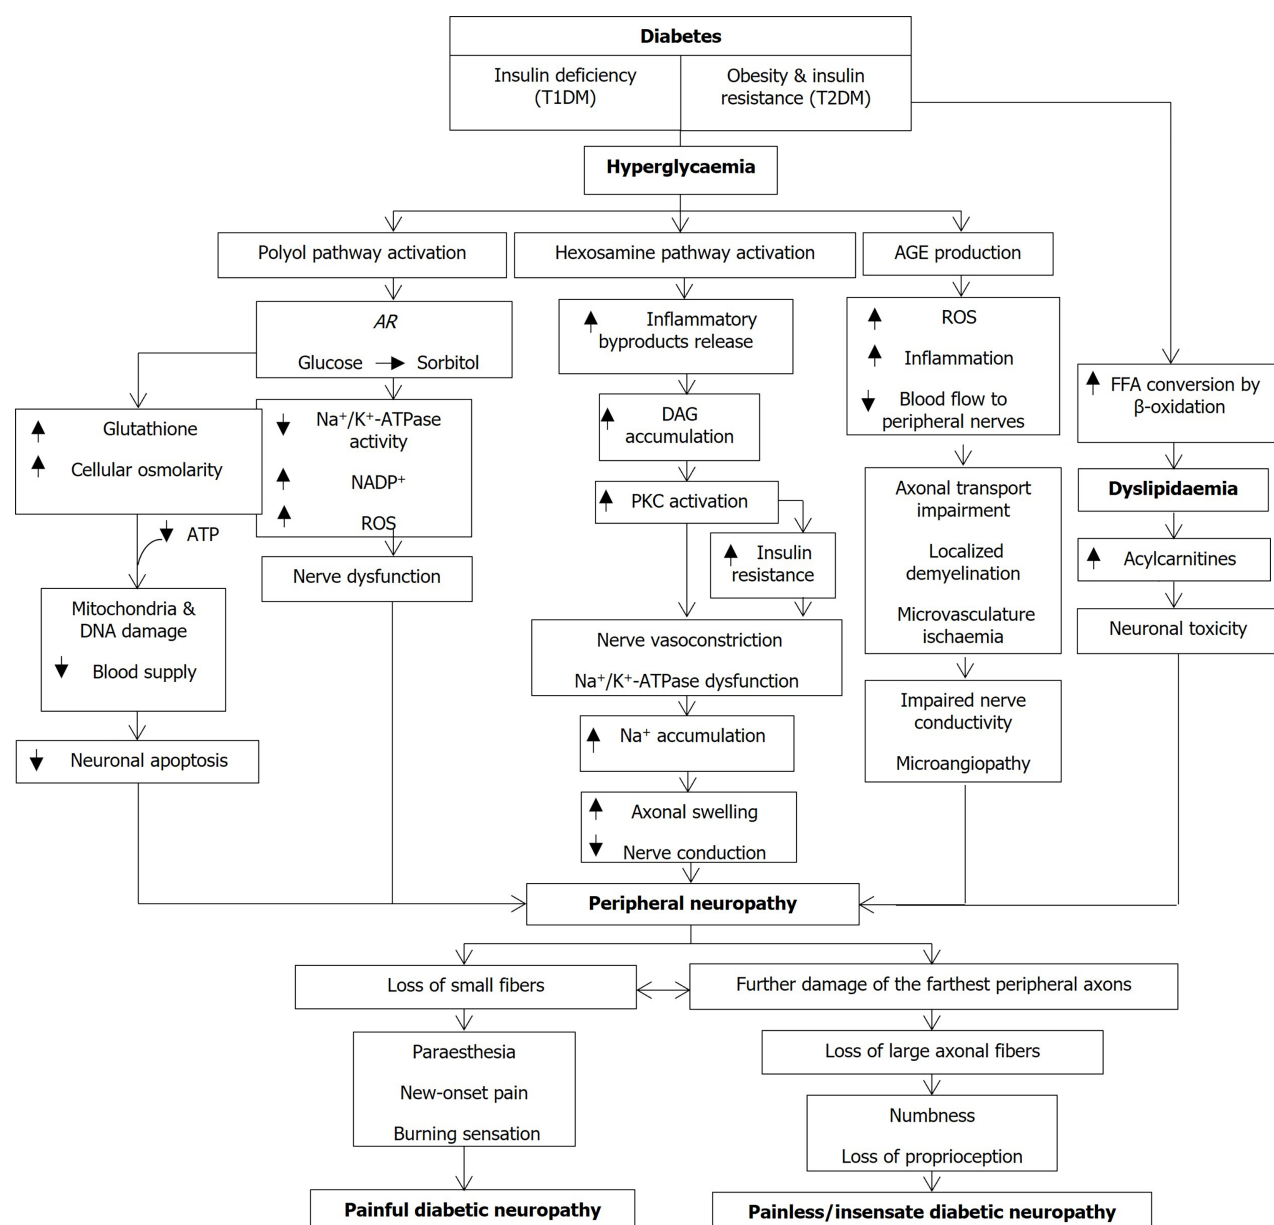 Diabetes
Insulin deficiency
(T1DM)
Obesity & insulin
resistance (T2DM)
Hyperglycaemia
Polyol pathway activation
Hexosamine pathway activation
AGE production
AR
Glucose
Sorbitol
Inflammatory
byproducts release
ROS
Inflammation
Blood flow to
peripheral nerves
FFA conversion by
β-oxidation
Glutathione
Cellular osmolarity
Na⁺/K⁺-ATPase
activity
NADP⁺
ROS
DAG
accumulation
PKC activation
Insulin
resistance
Axonal transport
impairment
Localized
demyelination
Microvasculature
ischaemia
Dyslipidaemia
Acylcarnitines
Neuronal toxicity
ATP
Nerve dysfunction
Mitochondria &
DNA damage
Blood supply
Neuronal apoptosis
Nerve vasoconstriction
Na⁺/K⁺-ATPase dysfunction
Na⁺ accumulation
Axonal swelling
Nerve conduction
Impaired nerve
conductivity
Microangiopathy
Peripheral neuropathy
Loss of small fibers
Further damage of the farthest peripheral axons
Paraesthesia
New-onset pain
Burning sensation
Loss of large axonal fibers
Numbness
Loss of proprioception
Painful diabetic neuropathy
Painless/insensate diabetic neuropathy